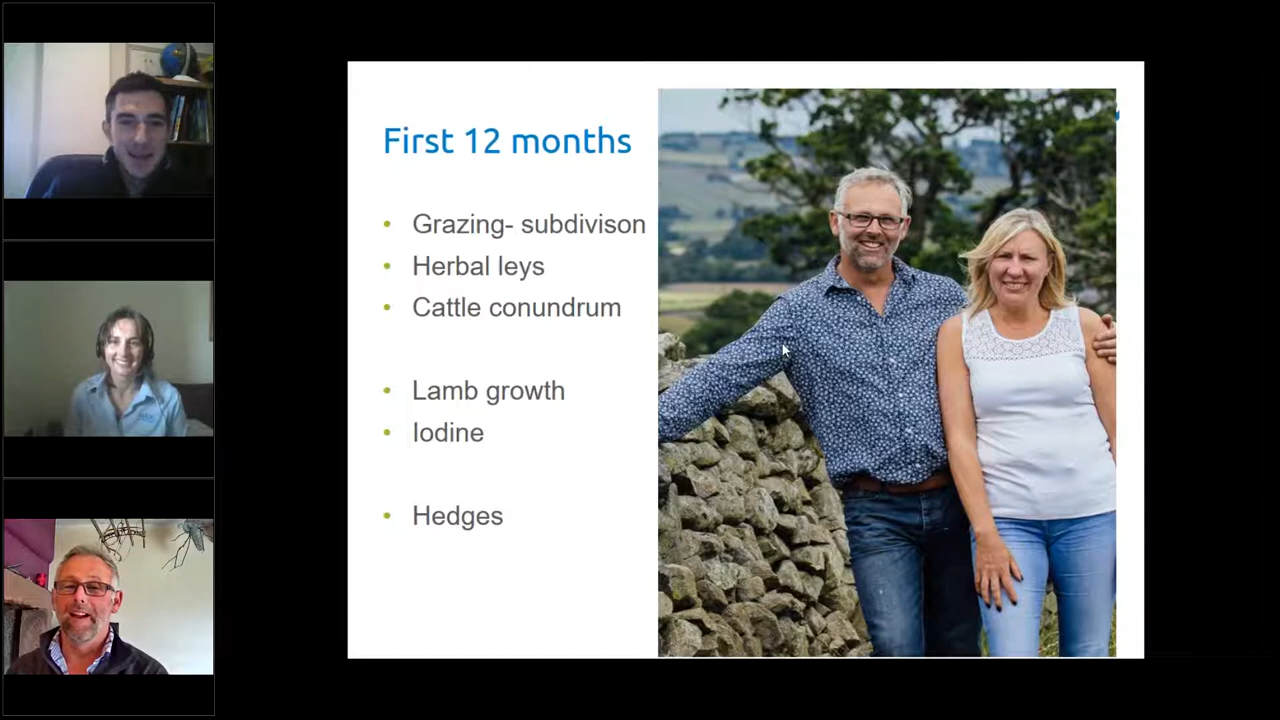 First 12 months
• Grazing- subdivison
• Herbal leys
• Cattle conundrum
• Lamb growth
• Iodine
• Hedges